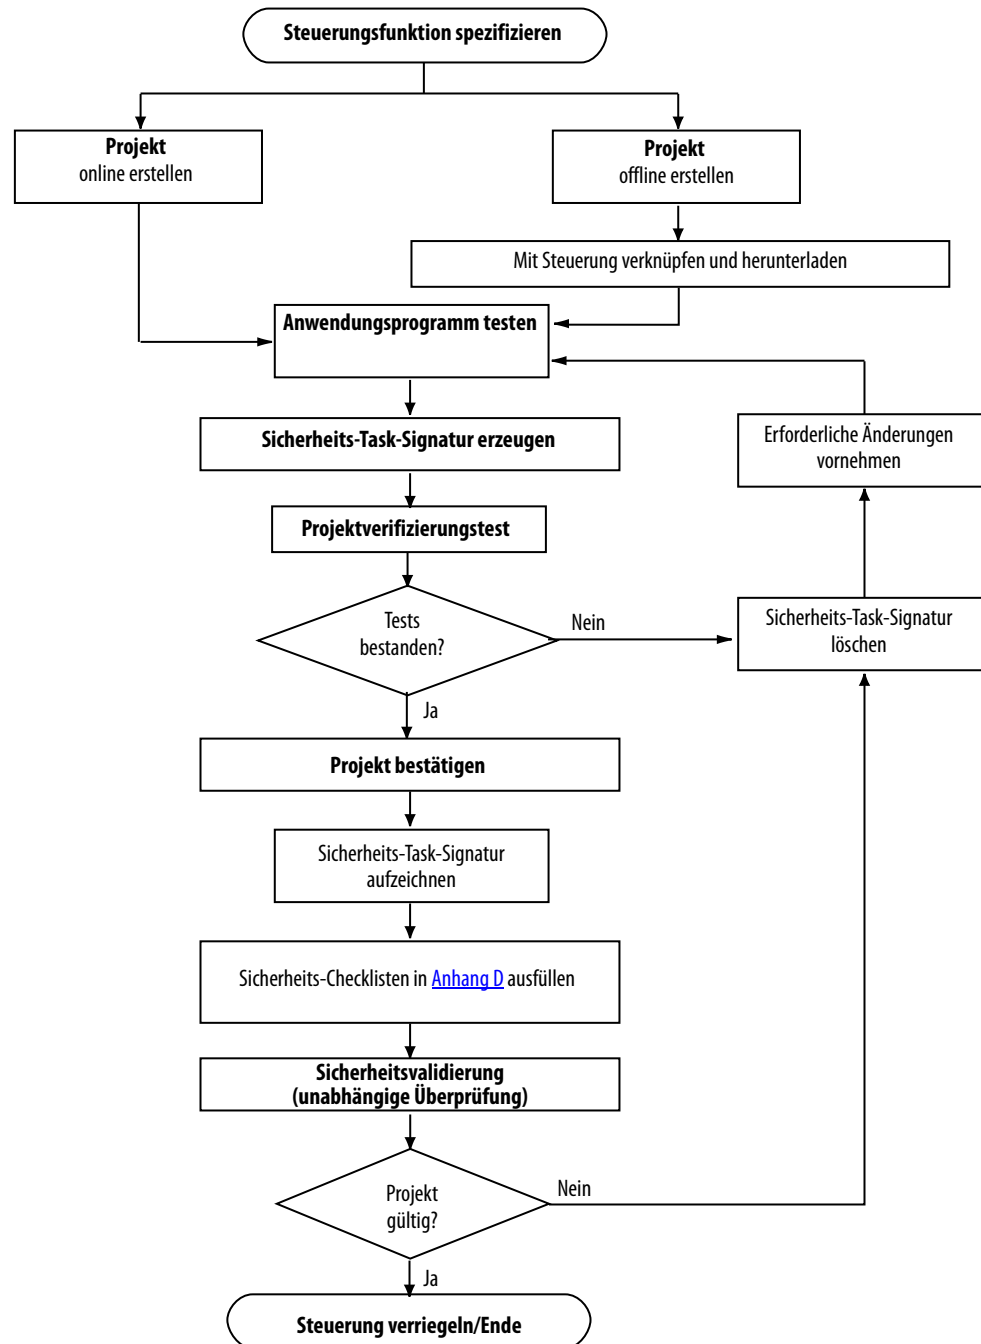 Steuerungsfunktion spezifizieren
Projekt
online erstellen
Projekt
offline erstellen
Mit Steuerung verknüpfen und herunterladen
Anwendungsprogramm testen
Sicherheits-Task-Signatur erzeugen
Erforderliche Änderungen
vornehmen
Projektverifizierungstest
Tests
bestanden?
Nein
Sicherheits-Task-Signatur
löschen
Ja
Projekt bestätigen
Sicherheits-Task-Signatur
aufzeichnen
Sicherheits-Checklisten in Anhang D ausfüllen
Sicherheitsvalidierung
(unabhängige Überprüfung)
Projekt
gültig?
Nein
Ja
Steuerung verriegeln/Ende